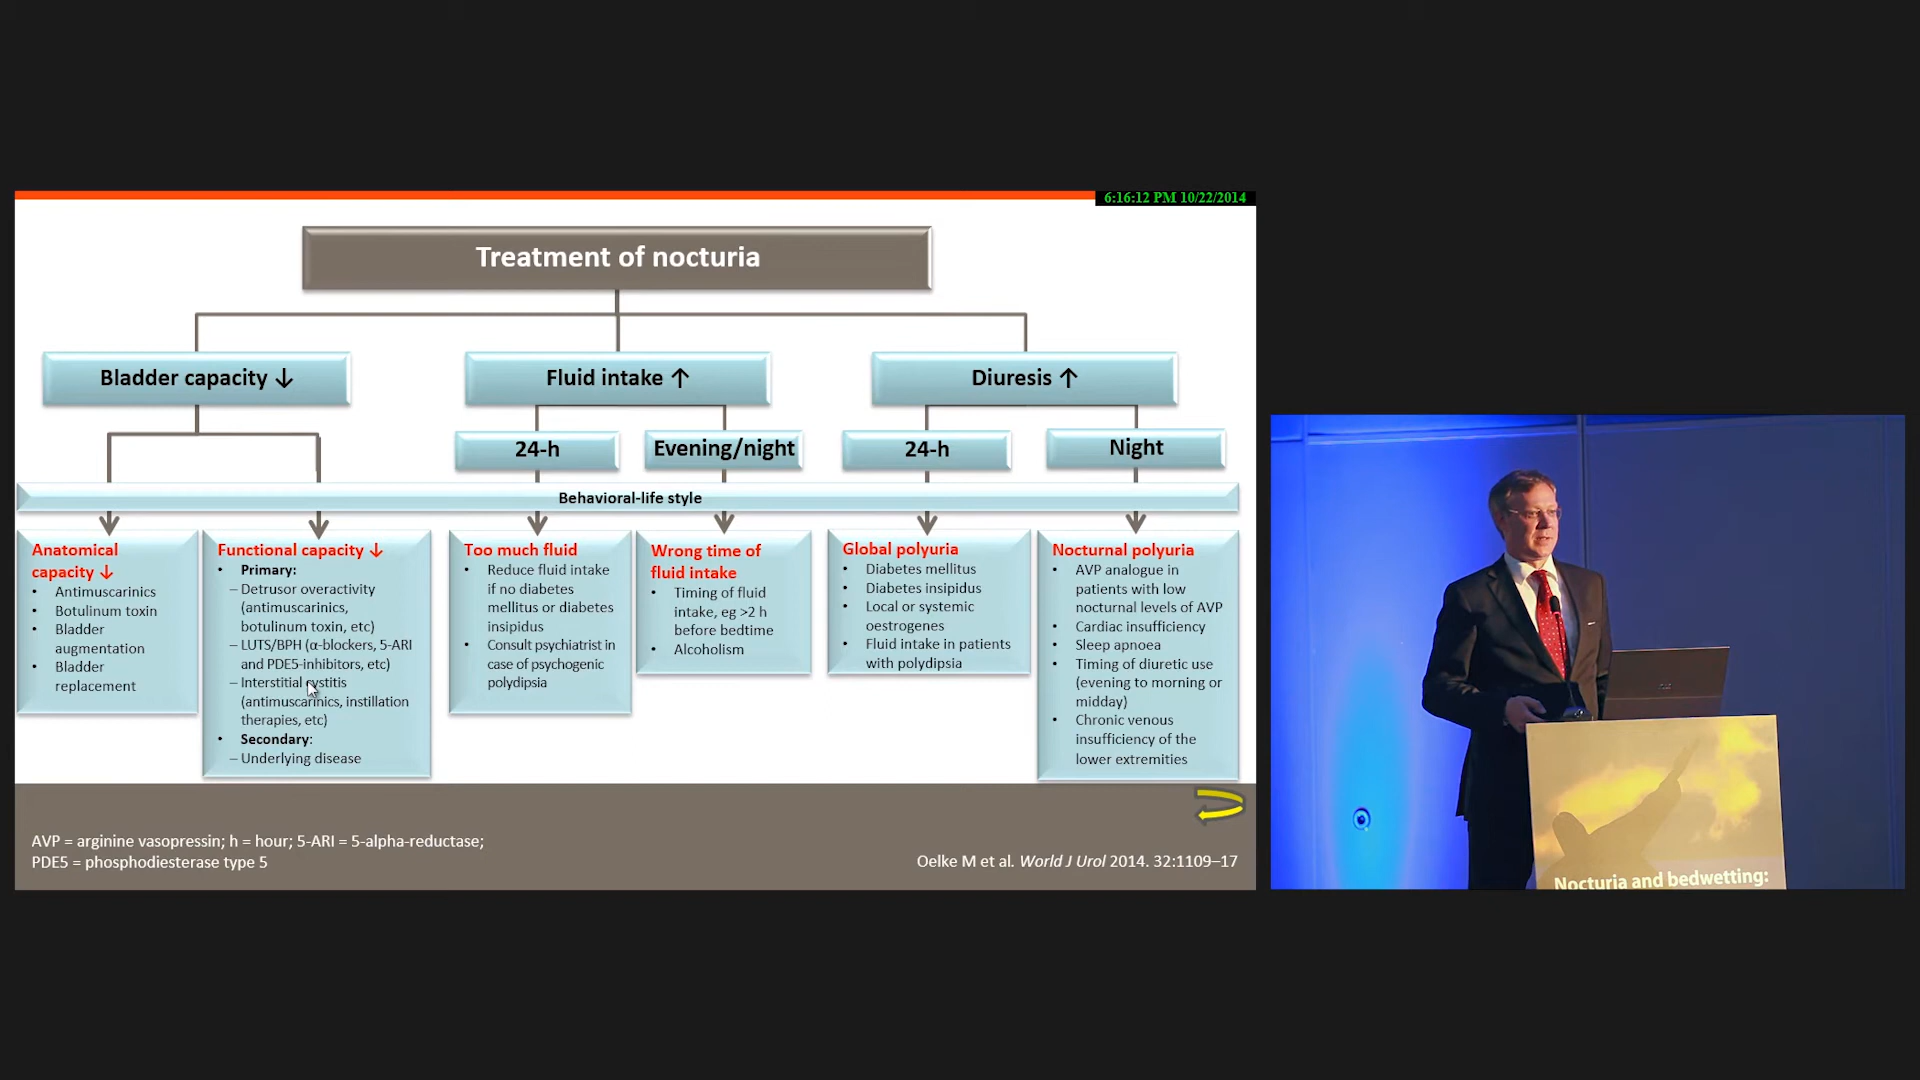 6:16:12 PM 10/22/2014
Treatment of nocturia
Bladder capacity ↓
Fluid intake ↑
Diuresis ↑
24-h
Evening/night
24-h
Night
Behavioral-life style
Anatomical
capacity ↓
• Antimuscarinics
• Botulinum toxin
• Bladder
augmentation
• Bladder
replacement
Functional capacity ↓
• Primary:
– Detrusor overactivity
(antimuscarinics,
botulinum toxin, etc)
– LUTS/BPH (α-blockers, 5-ARI
and PDE5-inhibitors, etc)
– Interstitial cystitis
(antimuscarinics, instillation
therapies, etc)
• Secondary:
– Underlying disease
Too much fluid
• Reduce fluid intake
if no diabetes
mellitus or diabetes
insipidus
• Consult psychiatrist in
case of psychogenic
polydipsia
Wrong time of
fluid intake
• Timing of fluid
intake, eg >2 h
before bedtime
• Alcoholism
Global polyuria
• Diabetes mellitus
• Diabetes insipidus
• Local or systemic
oestrogenes
• Fluid intake in patients
with polydipsia
Nocturnal polyuria
• AVP analogue in
patients with low
nocturnal levels of AVP
• Cardiac insufficiency
• Sleep apnoea
• Timing of diuretic use
(evening to morning or
midday)
• Chronic venous
insufficiency of the
lower extremities
AVP = arginine vasopressin; h = hour; 5-ARI = 5-alpha-reductase;
PDE5 = phosphodiesterase type 5
Oelke M et al. World J Urol 2014. 32:1109–17
Nocturia and bedwetting: